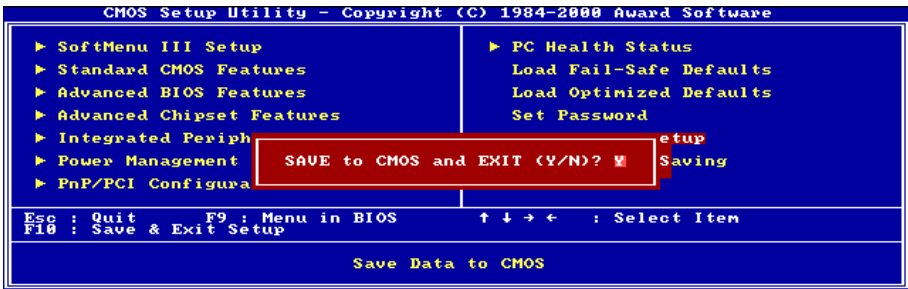 CMOS Setup Utility - Copyright (C) 1984-2000 Award Software
SoftMenu III Setup
Standard CMOS Features
Advanced BIOS Features
Advanced Chipset Features
Integrated Periph
Power Management
PnP/PCI Configura
PC Health Status
Load Fail-Safe Defaults
Load Optimized Defaults
Set Password
etup
Saving
SAVE to CMOS and EXIT (Y/N)? Y
Esc : Quit F9 : Menu in BIOS ↑ ↓ → ← : Select Item
F10 : Save & Exit Setup
Save Data to CMOS